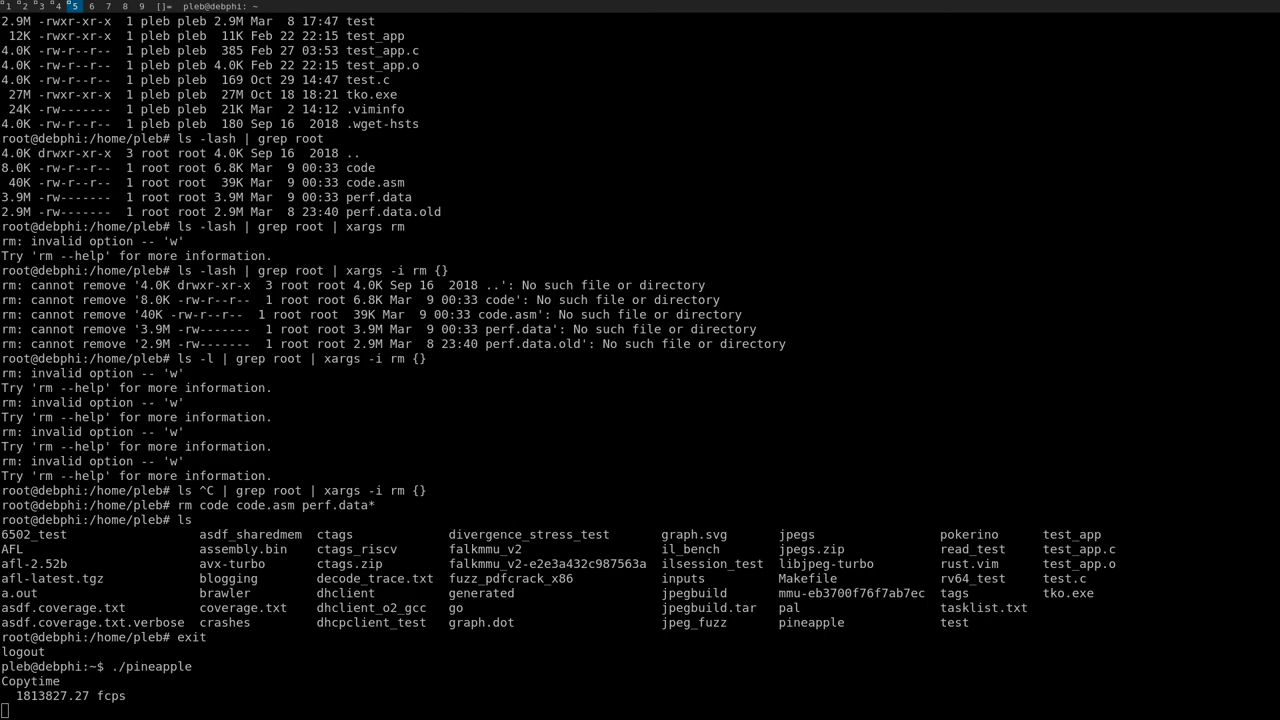 1 2 3 4 5 6 7 8 9 []= pleb@debphi: ~
2.9M -rwxr-xr-x  1 pleb pleb 2.9M Mar  8 17:47 test
 12K -rwxr-xr-x  1 pleb pleb  11K Feb 22 22:15 test_app
4.0K -rw-r--r--  1 pleb pleb  385 Feb 27 03:53 test_app.c
4.0K -rw-r--r--  1 pleb pleb 4.0K Feb 22 22:15 test_app.o
4.0K -rw-r--r--  1 pleb pleb  169 Oct 29 14:47 test.c
 27M -rwxr-xr-x  1 pleb pleb  27M Oct 18 18:21 tko.exe
 24K -rw-------  1 pleb pleb  21K Mar  2 14:12 .viminfo
4.0K -rw-r--r--  1 pleb pleb  180 Sep 16  2018 .wget-hsts
root@debphi:/home/pleb# ls -lash | grep root
4.0K drwxr-xr-x  3 root root 4.0K Sep 16  2018 ..
8.0K -rw-r--r--  1 root root 6.8K Mar  9 00:33 code
 40K -rw-r--r--  1 root root  39K Mar  9 00:33 code.asm
3.9M -rw-------  1 root root 3.9M Mar  9 00:33 perf.data
2.9M -rw-------  1 root root 2.9M Mar  8 23:40 perf.data.old
root@debphi:/home/pleb# ls -lash | grep root | xargs rm
rm: invalid option -- 'w'
Try 'rm --help' for more information.
root@debphi:/home/pleb# ls -lash | grep root | xargs -i rm {}
rm: cannot remove '4.0K drwxr-xr-x  3 root root 4.0K Sep 16  2018 ..': No such file or directory
rm: cannot remove '8.0K -rw-r--r--  1 root root 6.8K Mar  9 00:33 code': No such file or directory
rm: cannot remove '40K -rw-r--r--  1 root root  39K Mar  9 00:33 code.asm': No such file or directory
rm: cannot remove '3.9M -rw-------  1 root root 3.9M Mar  9 00:33 perf.data': No such file or directory
rm: cannot remove '2.9M -rw-------  1 root root 2.9M Mar  8 23:40 perf.data.old': No such file or directory
root@debphi:/home/pleb# ls -l | grep root | xargs -i rm {}
rm: invalid option -- 'w'
Try 'rm --help' for more information.
rm: invalid option -- 'w'
Try 'rm --help' for more information.
rm: invalid option -- 'w'
Try 'rm --help' for more information.
rm: invalid option -- 'w'
Try 'rm --help' for more information.
root@debphi:/home/pleb# ls ^C | grep root | xargs -i rm {}
root@debphi:/home/pleb# rm code code.asm perf.data*
root@debphi:/home/pleb# ls
6502_test asdf_sharedmem ctags divergence_stress_test graph.svg jpegs pokerino test_app
AFL assembly.bin ctags_riscv falkmmu_v2 il_bench jpegs.zip read_test test_app.c
afl-2.52b avx-turbo ctags.zip falkmmu_v2-e2e3a432c987563a ilsession_test libjpeg-turbo rust.vim test_app.o
afl-latest.tgz blogging decode_trace.txt fuzz_pdfcrack_x86 inputs Makefile rv64_test test.c
a.out brawler dhclient generated jpegbuild mmu-eb3700f76f7ab7ec tags tko.exe
asdf.coverage.txt coverage.txt dhclient_o2_gcc go jpegbuild.tar pal tasklist.txt
asdf.coverage.txt.verbose crashes dhcpclient_test graph.dot jpeg_fuzz pineapple test
root@debphi:/home/pleb# exit
logout
pleb@debphi:~$ ./pineapple
Copytime
  1813827.27 fcps